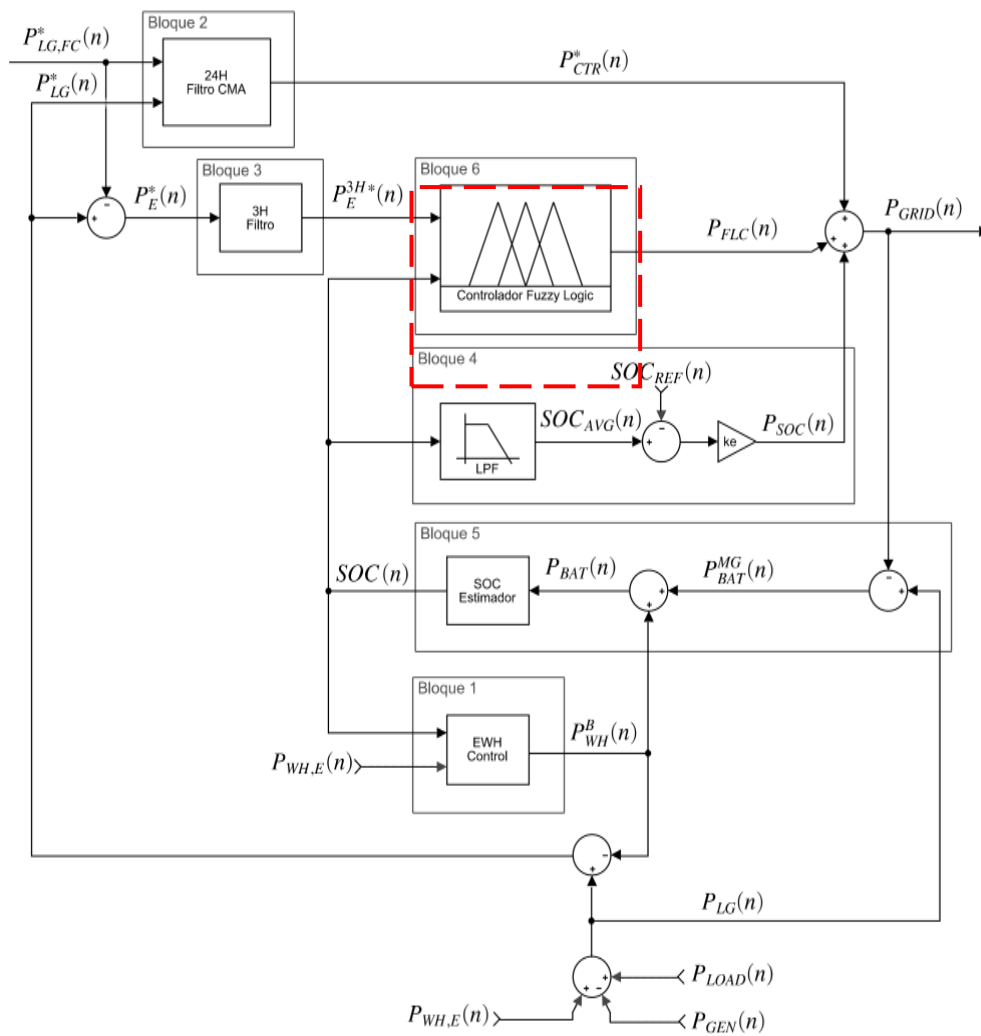 Bloque 2
P*LG,FC(n)
P*LG(n)
24H
Filtro CMA
P*CTR(n)
Bloque 3
P*E(n)
3H
Filtro
P3H*E(n)
Bloque 6
Controlador Fuzzy Logic
PFLC(n)
PGRID(n)
+
-
+
+
+
Bloque 4
SOCREF(n)
LPF
SOCAVG(n)
+
-
ke
PSOC(n)
Bloque 5
SOC(n)
SOC
Estimador
PBAT(n)
+
+
PMGBAT(n)
-
+
Bloque 1
EWH
Control
PBWH(n)
PWH,E(n)
-
+
PLG(n)
+
+
-
PLOAD(n)
PWH,E(n)
PGEN(n)